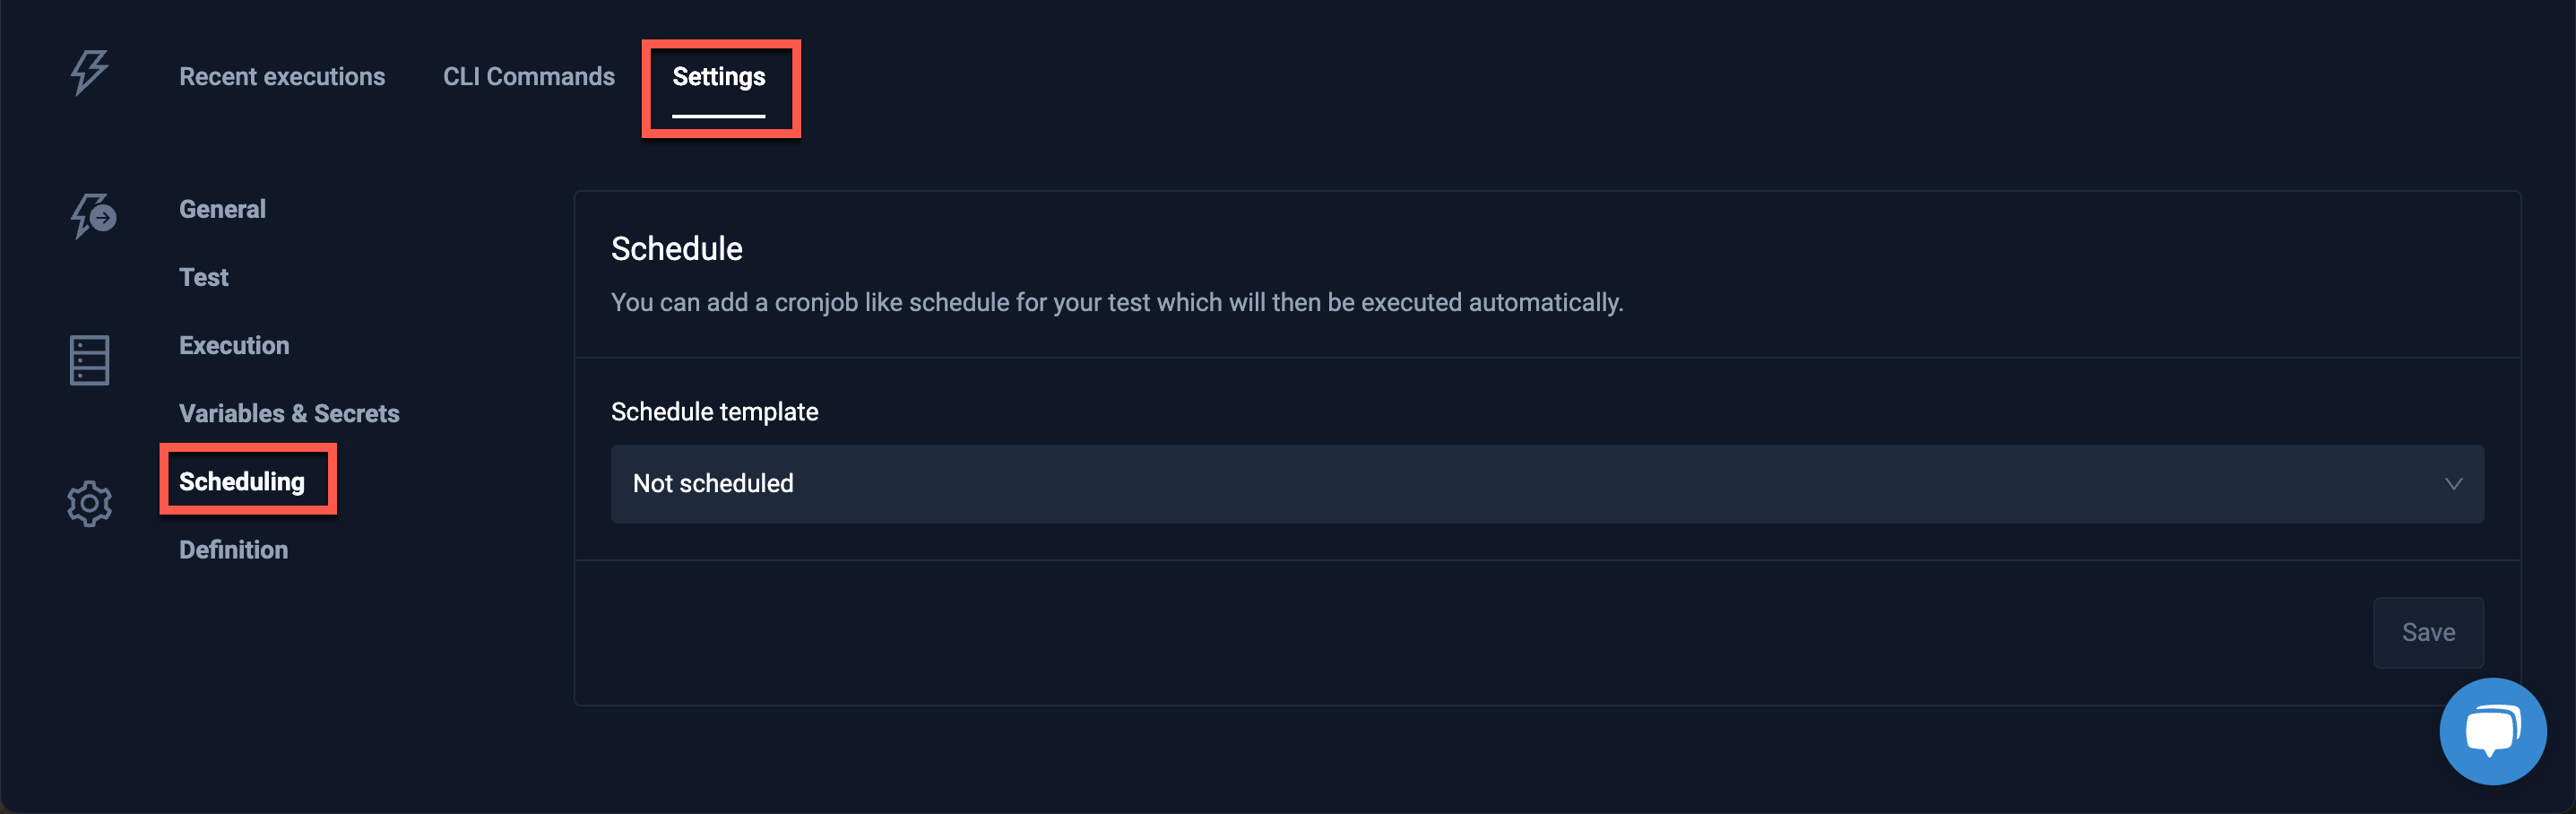 Recent executions
CLI Commands
Settings
General
Test
Execution
Variables & Secrets
Scheduling
Definition
Schedule
You can add a cronjob like schedule for your test which will then be executed automatically.
Schedule template
Not scheduled
Save